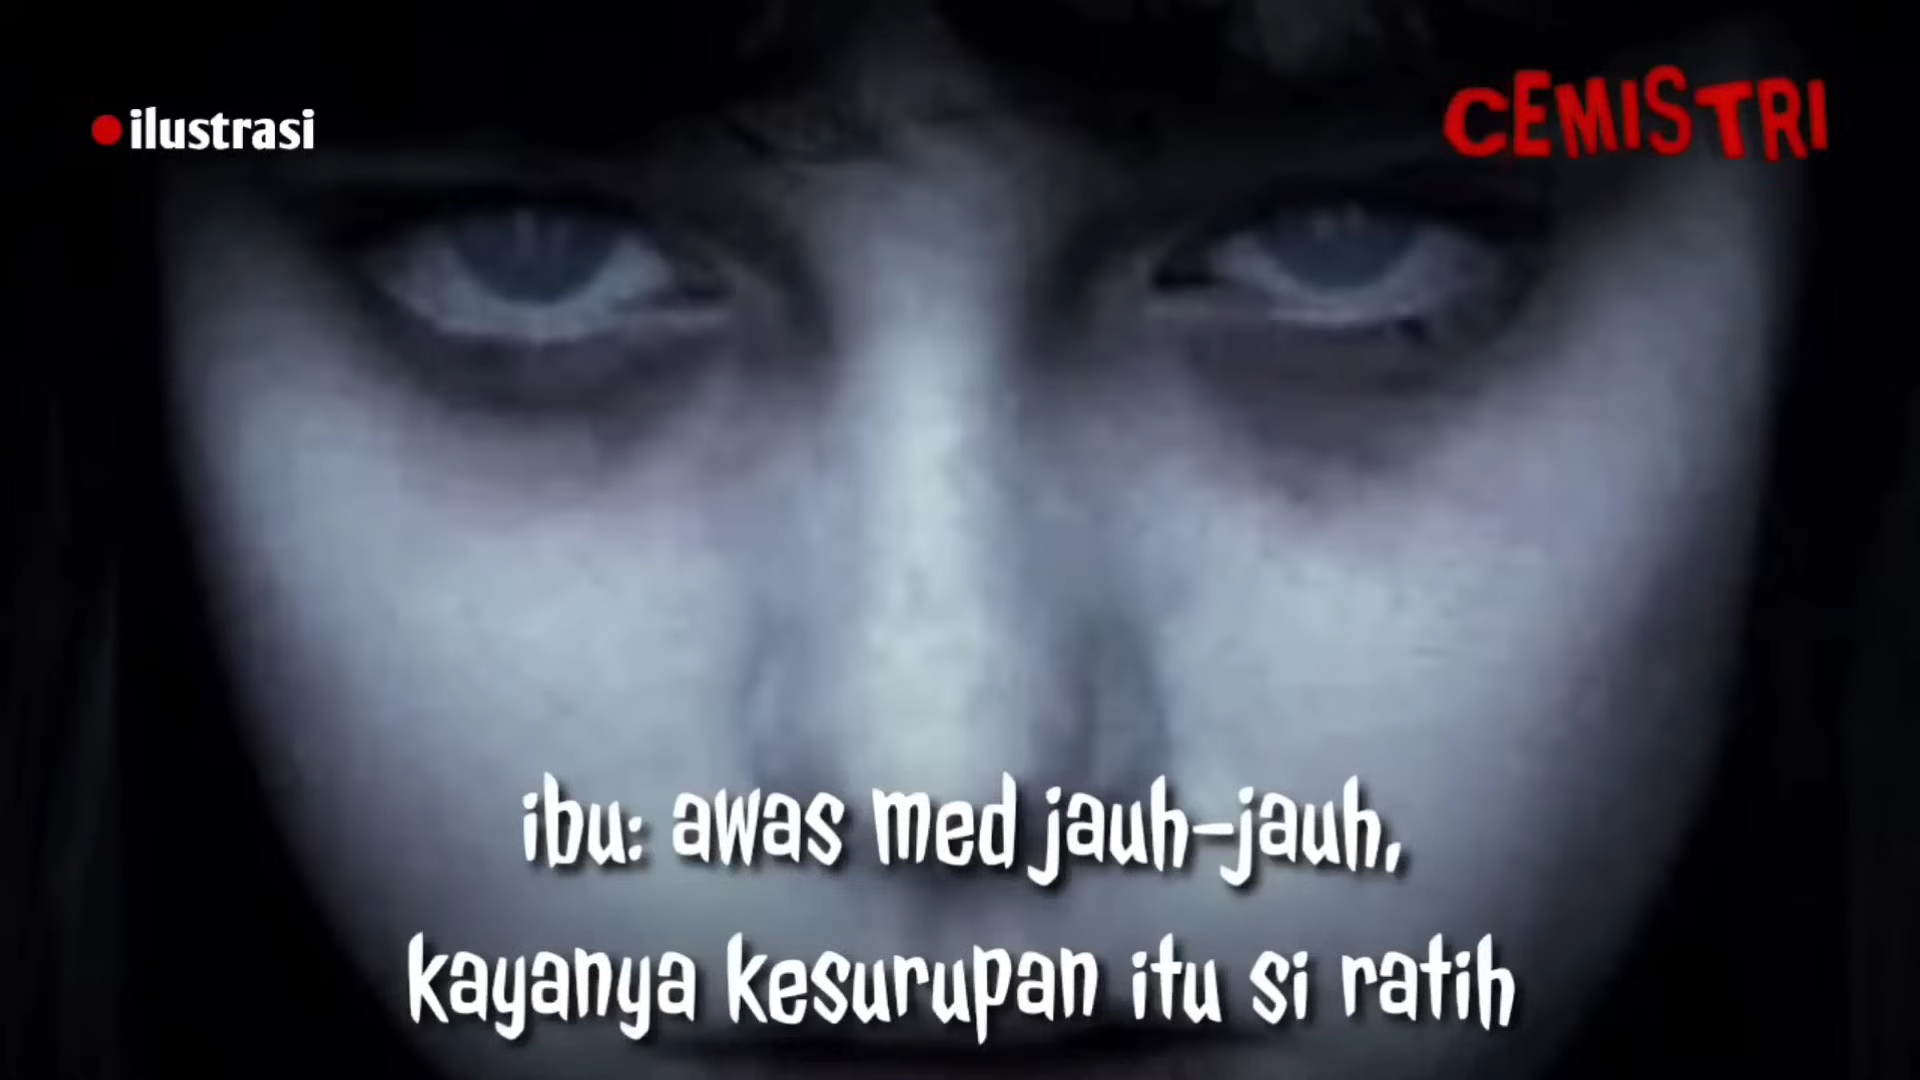 ilustrasi
CEMISTRI
ibu: awas med jauh-jauh,
kayanya kesurupan itu si ratih